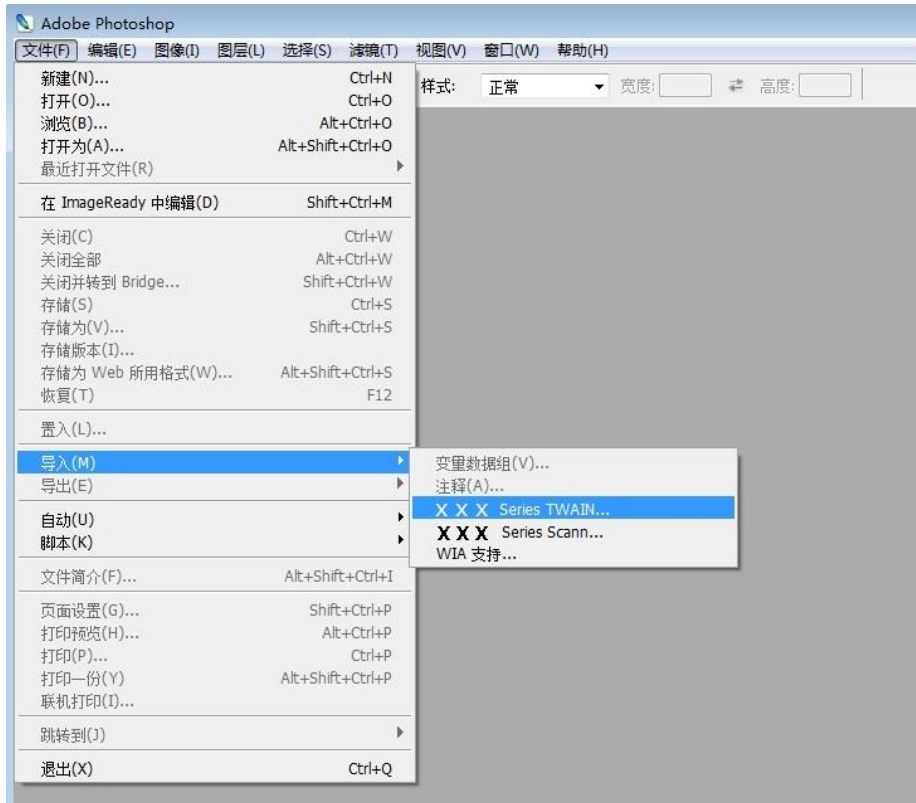 Adobe Photoshop
文件(F) 编辑(E) 图像(I) 图层(L) 选择(S) 滤镜(T) 视图(V) 窗口(W) 帮助(H)
样式: 正常 宽度: 高度:
新建(N)... Ctrl+N
打开(O)... Ctrl+O
浏览(B)... Alt+Ctrl+O
打开为(A)... Alt+Shift+Ctrl+O
最近打开文件(R)
在 ImageReady 中编辑(D) Shift+Ctrl+M
关闭(C) Ctrl+W
关闭全部 Alt+Ctrl+W
关闭并转到 Bridge... Shift+Ctrl+W
存储(S) Ctrl+S
存储为(V)... Shift+Ctrl+S
存储版本(I)...
存储为 Web 所用格式(W)... Alt+Shift+Ctrl+S
恢复(T) F12
置入(L)...
导入(M)
导出(E)
自动(U)
脚本(K)
文件简介(F)... Alt+Shift+Ctrl+I
页面设置(G)... Shift+Ctrl+P
打印预览(H)... Alt+Ctrl+P
打印(P)... Ctrl+P
打印一份(Y) Alt+Shift+Ctrl+P
联机打印(I)...
跳转到(J)
退出(X) Ctrl+Q
变量数据组(V)...
注释(A)...
X X X Series TWAIN...
X X X Series Scann...
WIA 支持...